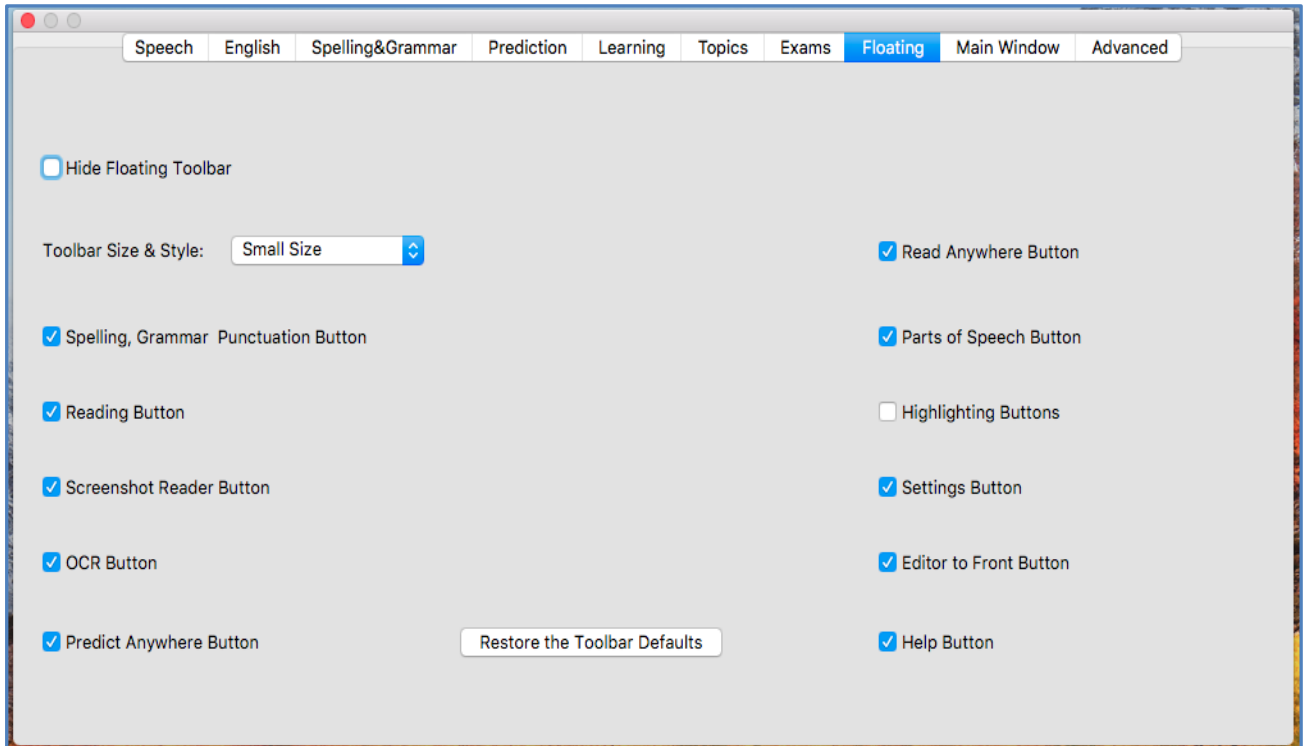 Speech English Spelling&Grammar Prediction Learning Topics Exams Floating Main Window Advanced
Hide Floating Toolbar
Toolbar Size & Style: Small Size Read Anywhere Button
Spelling, Grammar  Punctuation Button Parts of Speech Button
Reading Button Highlighting Buttons
Screenshot Reader Button Settings Button
OCR Button Editor to Front Button
Predict Anywhere Button Restore the Toolbar Defaults Help Button